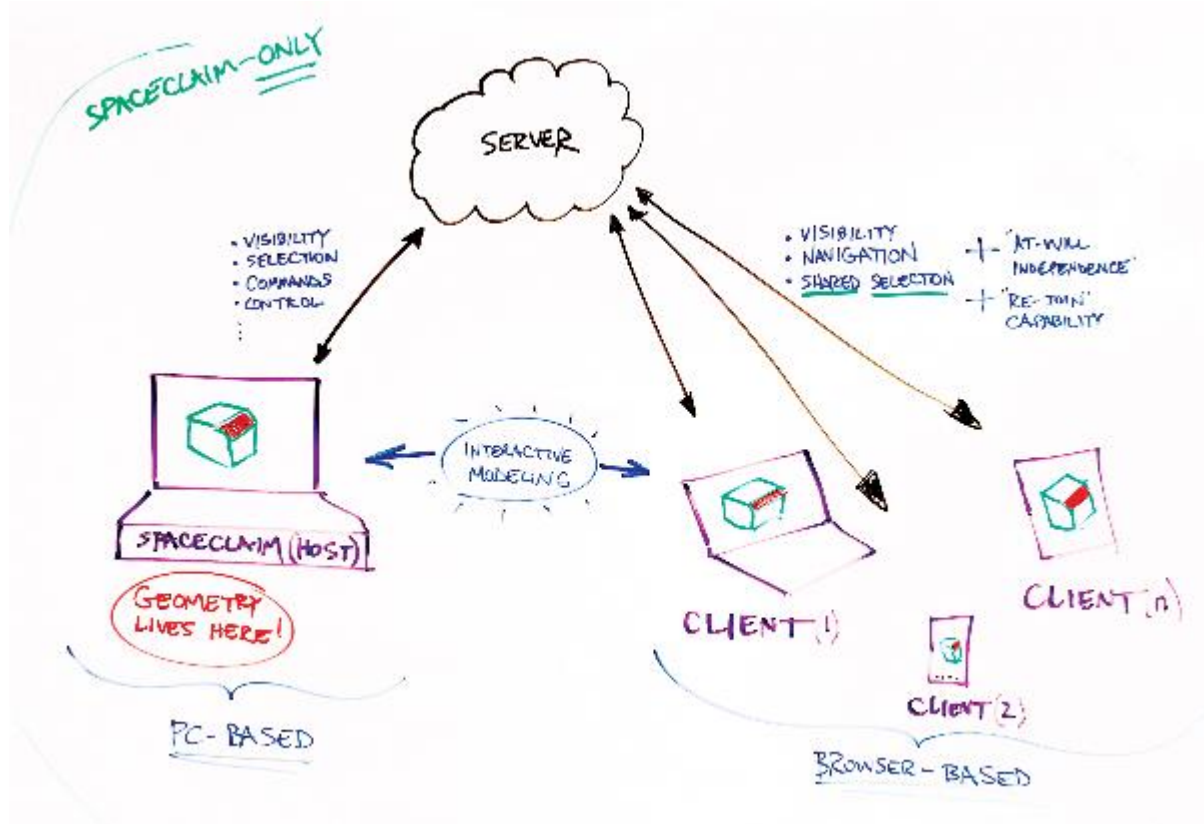 SPACECLAIM-ONLY
SERVER
• VISIBILITY
• SELECTION
• COMMANDS
• CONTROL
⋮
• VISIBILITY
• NAVIGATION
• SHARED SELECTION
+ "AT-WILL
INDEPENDENCE"
+ "RE-JOIN"
CAPABILITY
INTERACTIVE
MODELING
SPACECLAIM (HOST)
GEOMETRY
LIVES HERE!
PC-BASED
CLIENT (1)
CLIENT (2)
CLIENT (n)
BROWSER-BASED